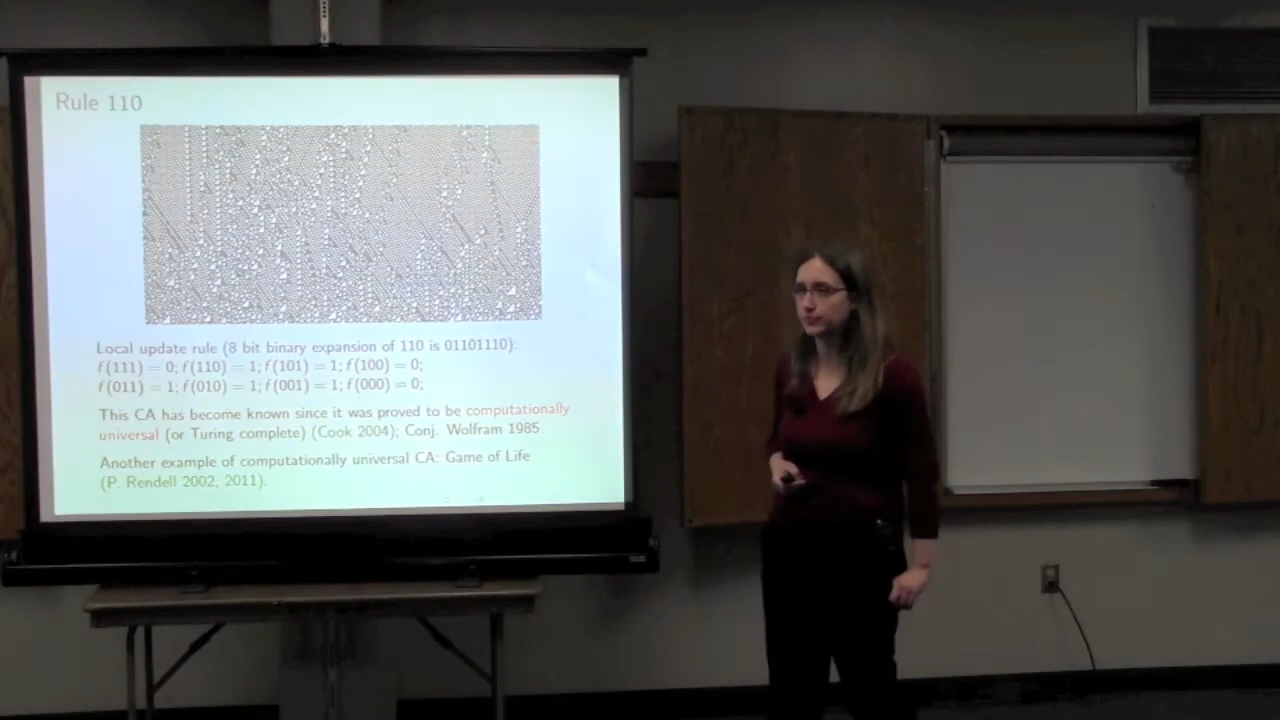 Rule 110
Local update rule (8 bit binary expansion of 110 is 01101110):
f(111) = 0; f(110) = 1; f(101) = 1; f(100) = 0;
f(011) = 1; f(010) = 1; f(001) = 1; f(000) = 0;
This CA has become known since it was proved to be computationally
universal (or Turing complete) (Cook 2004); Conj. Wolfram 1985.
Another example of computationally universal CA: Game of Life
(P. Rendell 2002, 2011).